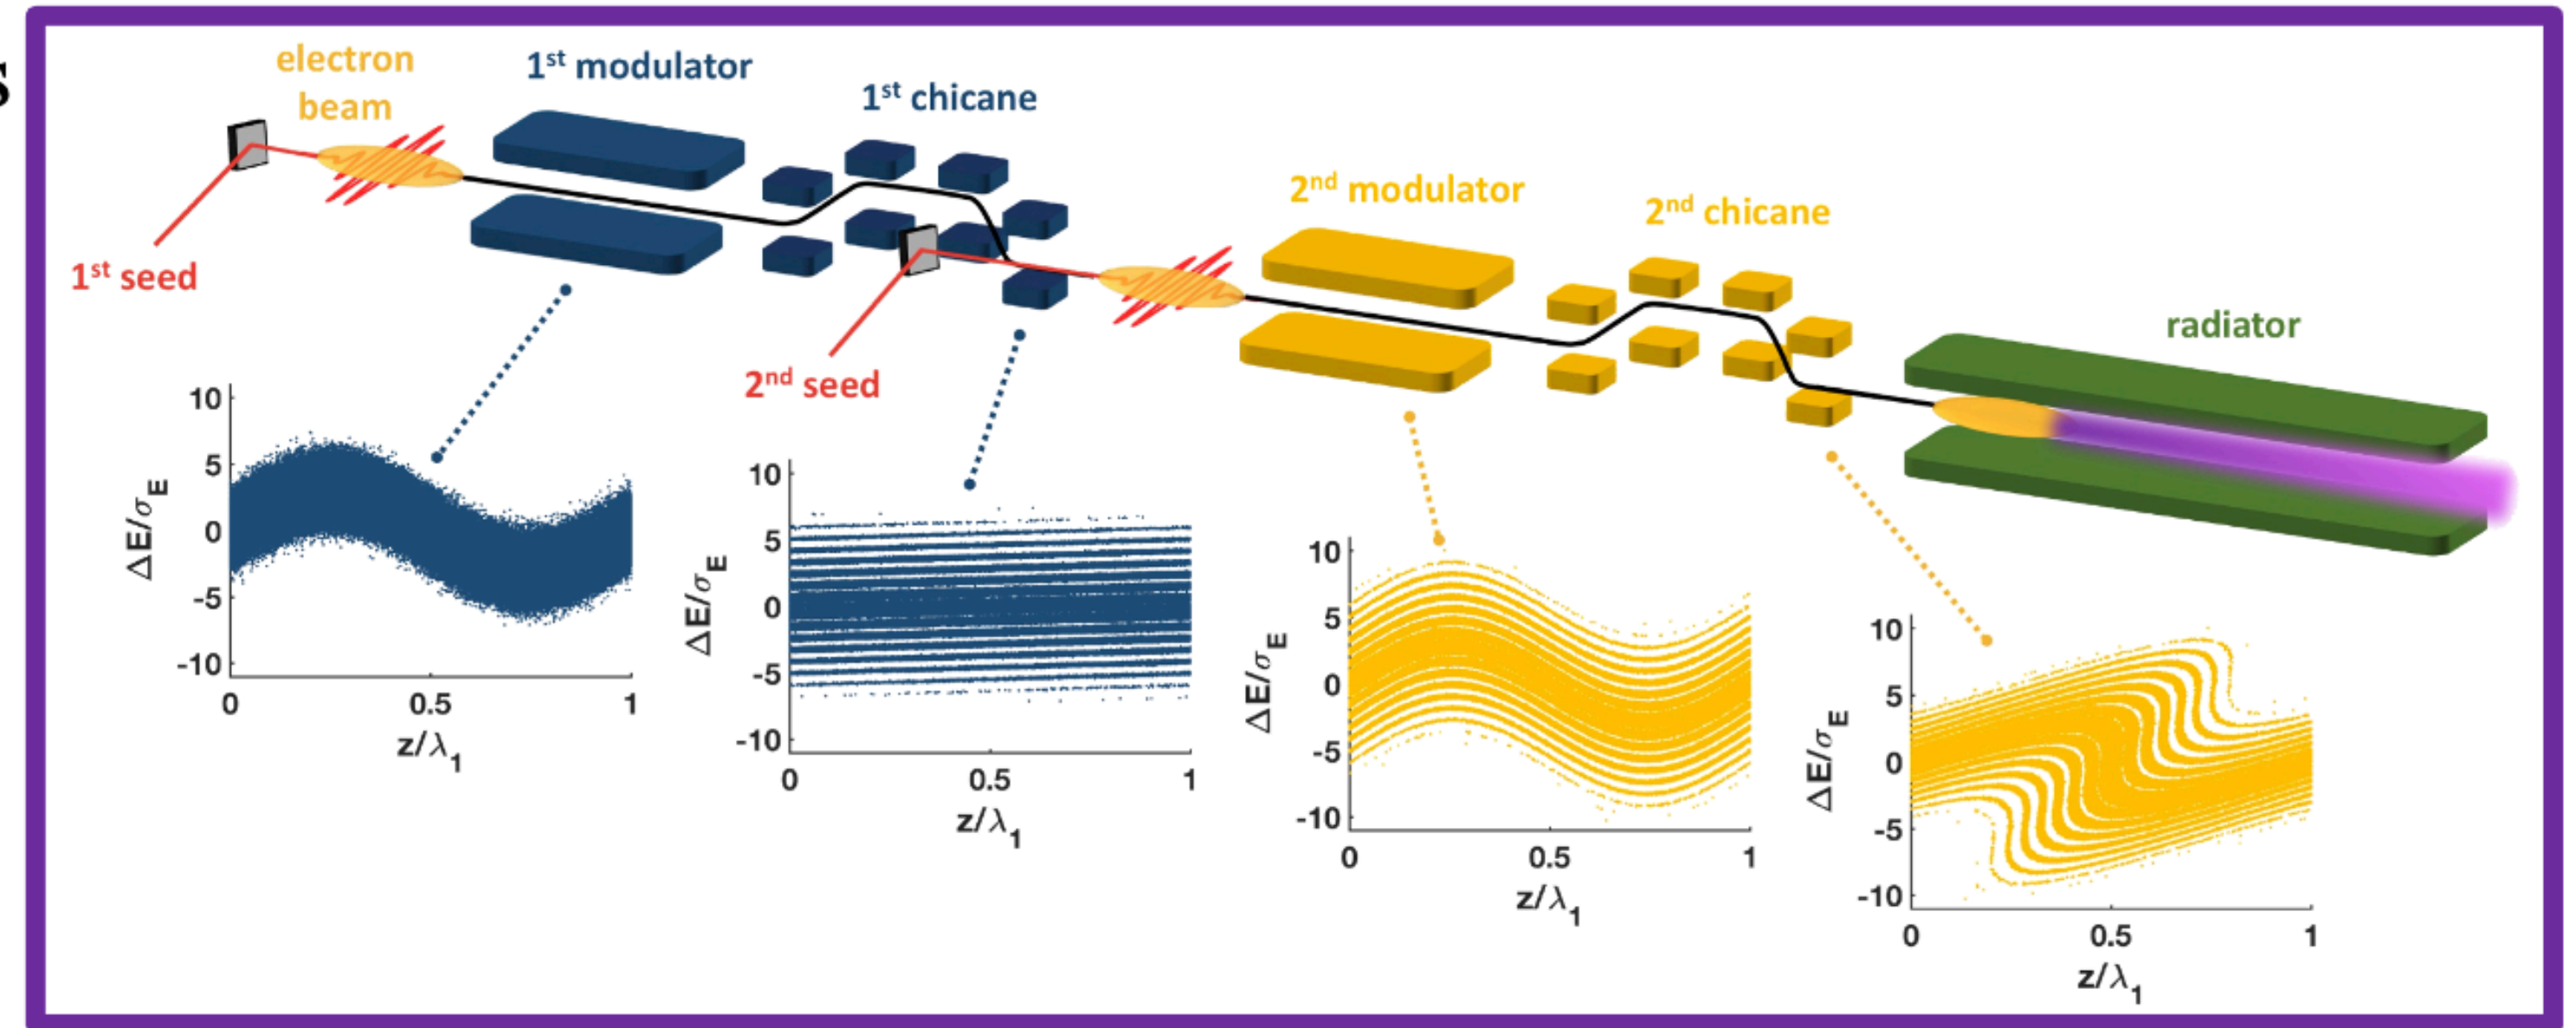 s
electron
beam
1st modulator
1st chicane
2nd modulator
2nd chicane
radiator
1st seed
2nd seed
10
5
0
-5
-10
ΔE/σE
0
0.5
1
z/λ1
10
5
0
-5
-10
ΔE/σE
0
0.5
1
z/λ1
10
5
0
-5
-10
ΔE/σE
0
0.5
1
z/λ1
10
5
0
-5
-10
ΔE/σE
0
0.5
1
z/λ1